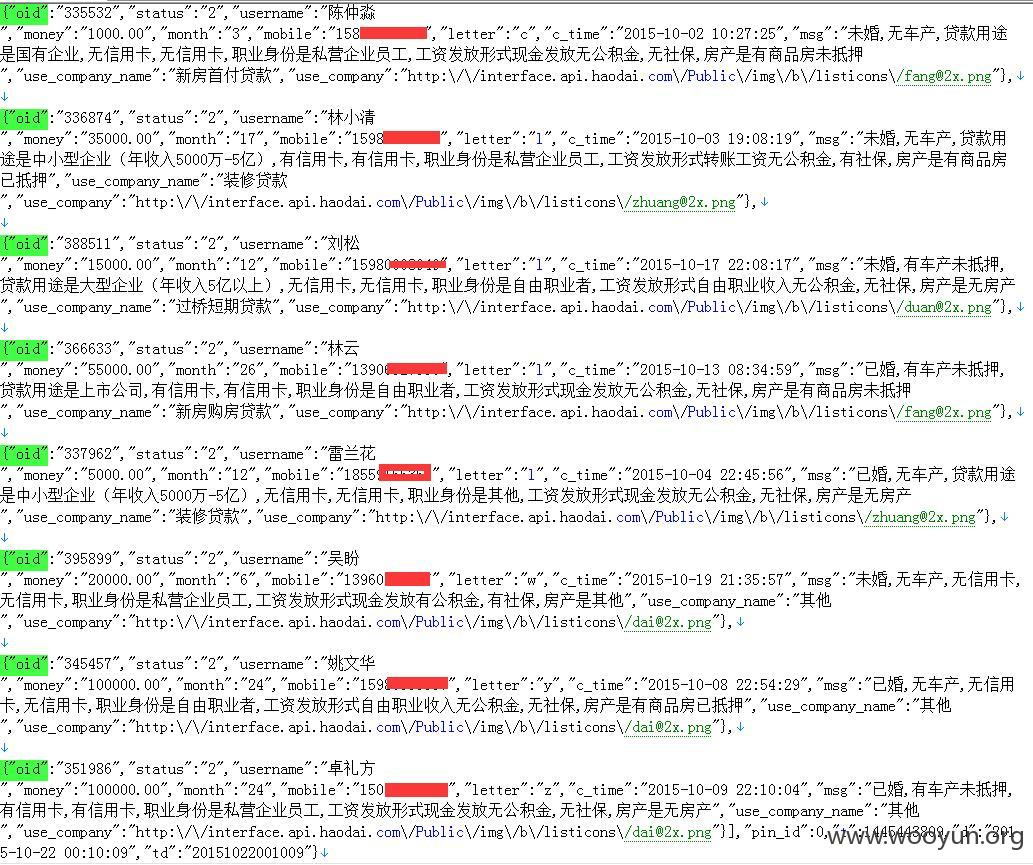 {"oid":"335532","status":"2","username":"陈仲淼
","money":"1000.00","month":"3","mobile":"158","letter":"c","c_time":"2015-10-02 10:27:25","msg":"未婚,无车产,贷款用途
是国有企业,无信用卡,无信用卡,职业身份是私营企业员工,工资发放形式现金发放无公积金,无社保,房产是有商品房未抵押
","use_company_name":"新房首付贷款","use_company":"http:\/\/interface.api.haodai.com\/Public\/img\/b\/listicons\/fang@2x.png"},↓
↓
{"oid":"336874","status":"2","username":"林小清
","money":"35000.00","month":"17","mobile":"1598","letter":"l","c_time":"2015-10-03 19:08:19","msg":"未婚,无车产,贷款用
途是中小型企业（年收入5000万-5亿）,有信用卡,有信用卡,职业身份是私营企业员工,工资发放形式转账工资无公积金,有社保,房产是有商品房
已抵押","use_company_name":"装修贷款
","use_company":"http:\/\/interface.api.haodai.com\/Public\/img\/b\/listicons\/zhuang@2x.png"},↓
↓
{"oid":"388511","status":"2","username":"刘松
","money":"15000.00","month":"12","mobile":"15980","letter":"l","c_time":"2015-10-17 22:08:17","msg":"未婚,有车产未抵押,
贷款用途是大型企业（年收入5亿以上）,无信用卡,无信用卡,职业身份是自由职业者,工资发放形式自由职业收入无公积金,无社保,房产是无房产
","use_company_name":"过桥短期贷款","use_company":"http:\/\/interface.api.haodai.com\/Public\/img\/b\/listicons\/duan@2x.png"},↓
↓
{"oid":"366633","status":"2","username":"林云
","money":"55000.00","month":"26","mobile":"13906","letter":"l","c_time":"2015-10-13 08:34:59","msg":"已婚,有车产未抵押,
贷款用途是上市公司,有信用卡,有信用卡,职业身份是自由职业者,工资发放形式现金发放无公积金,无社保,房产是有商品房未抵押
","use_company_name":"新房购房贷款","use_company":"http:\/\/interface.api.haodai.com\/Public\/img\/b\/listicons\/fang@2x.png"},↓
↓
{"oid":"337962","status":"2","username":"雷兰花
","money":"5000.00","month":"12","mobile":"1855","letter":"l","c_time":"2015-10-04 22:45:56","msg":"已婚,无车产,贷款用途
是中小型企业（年收入5000万-5亿）,无信用卡,无信用卡,职业身份是其他,工资发放形式现金发放无公积金,无社保,房产是无房产
","use_company_name":"装修贷款","use_company":"http:\/\/interface.api.haodai.com\/Public\/img\/b\/listicons\/zhuang@2x.png"},↓
↓
{"oid":"395899","status":"2","username":"吴盼
","money":"20000.00","month":"6","mobile":"13960","letter":"w","c_time":"2015-10-19 21:35:57","msg":"未婚,无车产,无信用卡,
无信用卡,职业身份是私营企业员工,工资发放形式现金发放有公积金,有社保,房产是其他","use_company_name":"其他
","use_company":"http:\/\/interface.api.haodai.com\/Public\/img\/b\/listicons\/dai@2x.png"},↓
↓
{"oid":"345457","status":"2","username":"姚文华
","money":"100000.00","month":"24","mobile":"1598","letter":"y","c_time":"2015-10-08 22:54:29","msg":"已婚,无车产,无信用
卡,无信用卡,职业身份是自由职业者,工资发放形式自由职业收入无公积金,无社保,房产是有商品房已抵押","use_company_name":"其他
","use_company":"http:\/\/interface.api.haodai.com\/Public\/img\/b\/listicons\/dai@2x.png"},↓
↓
{"oid":"351986","status":"2","username":"卓礼方
","money":"100000.00","month":"24","mobile":"150","letter":"z","c_time":"2015-10-09 22:10:04","msg":"已婚,有车产未抵押,
有信用卡,有信用卡,职业身份是私营企业员工,工资发放形式现金发放无公积金,无社保,房产是无房产","use_company_name":"其他
","use_company":"http:\/\/interface.api.haodai.com\/Public\/img\/b\/listicons\/dai@2x.png"}],"pin_id":0,
5-10-22 00:10:09","td":"20151022001009"}↓
www.wooyun.org